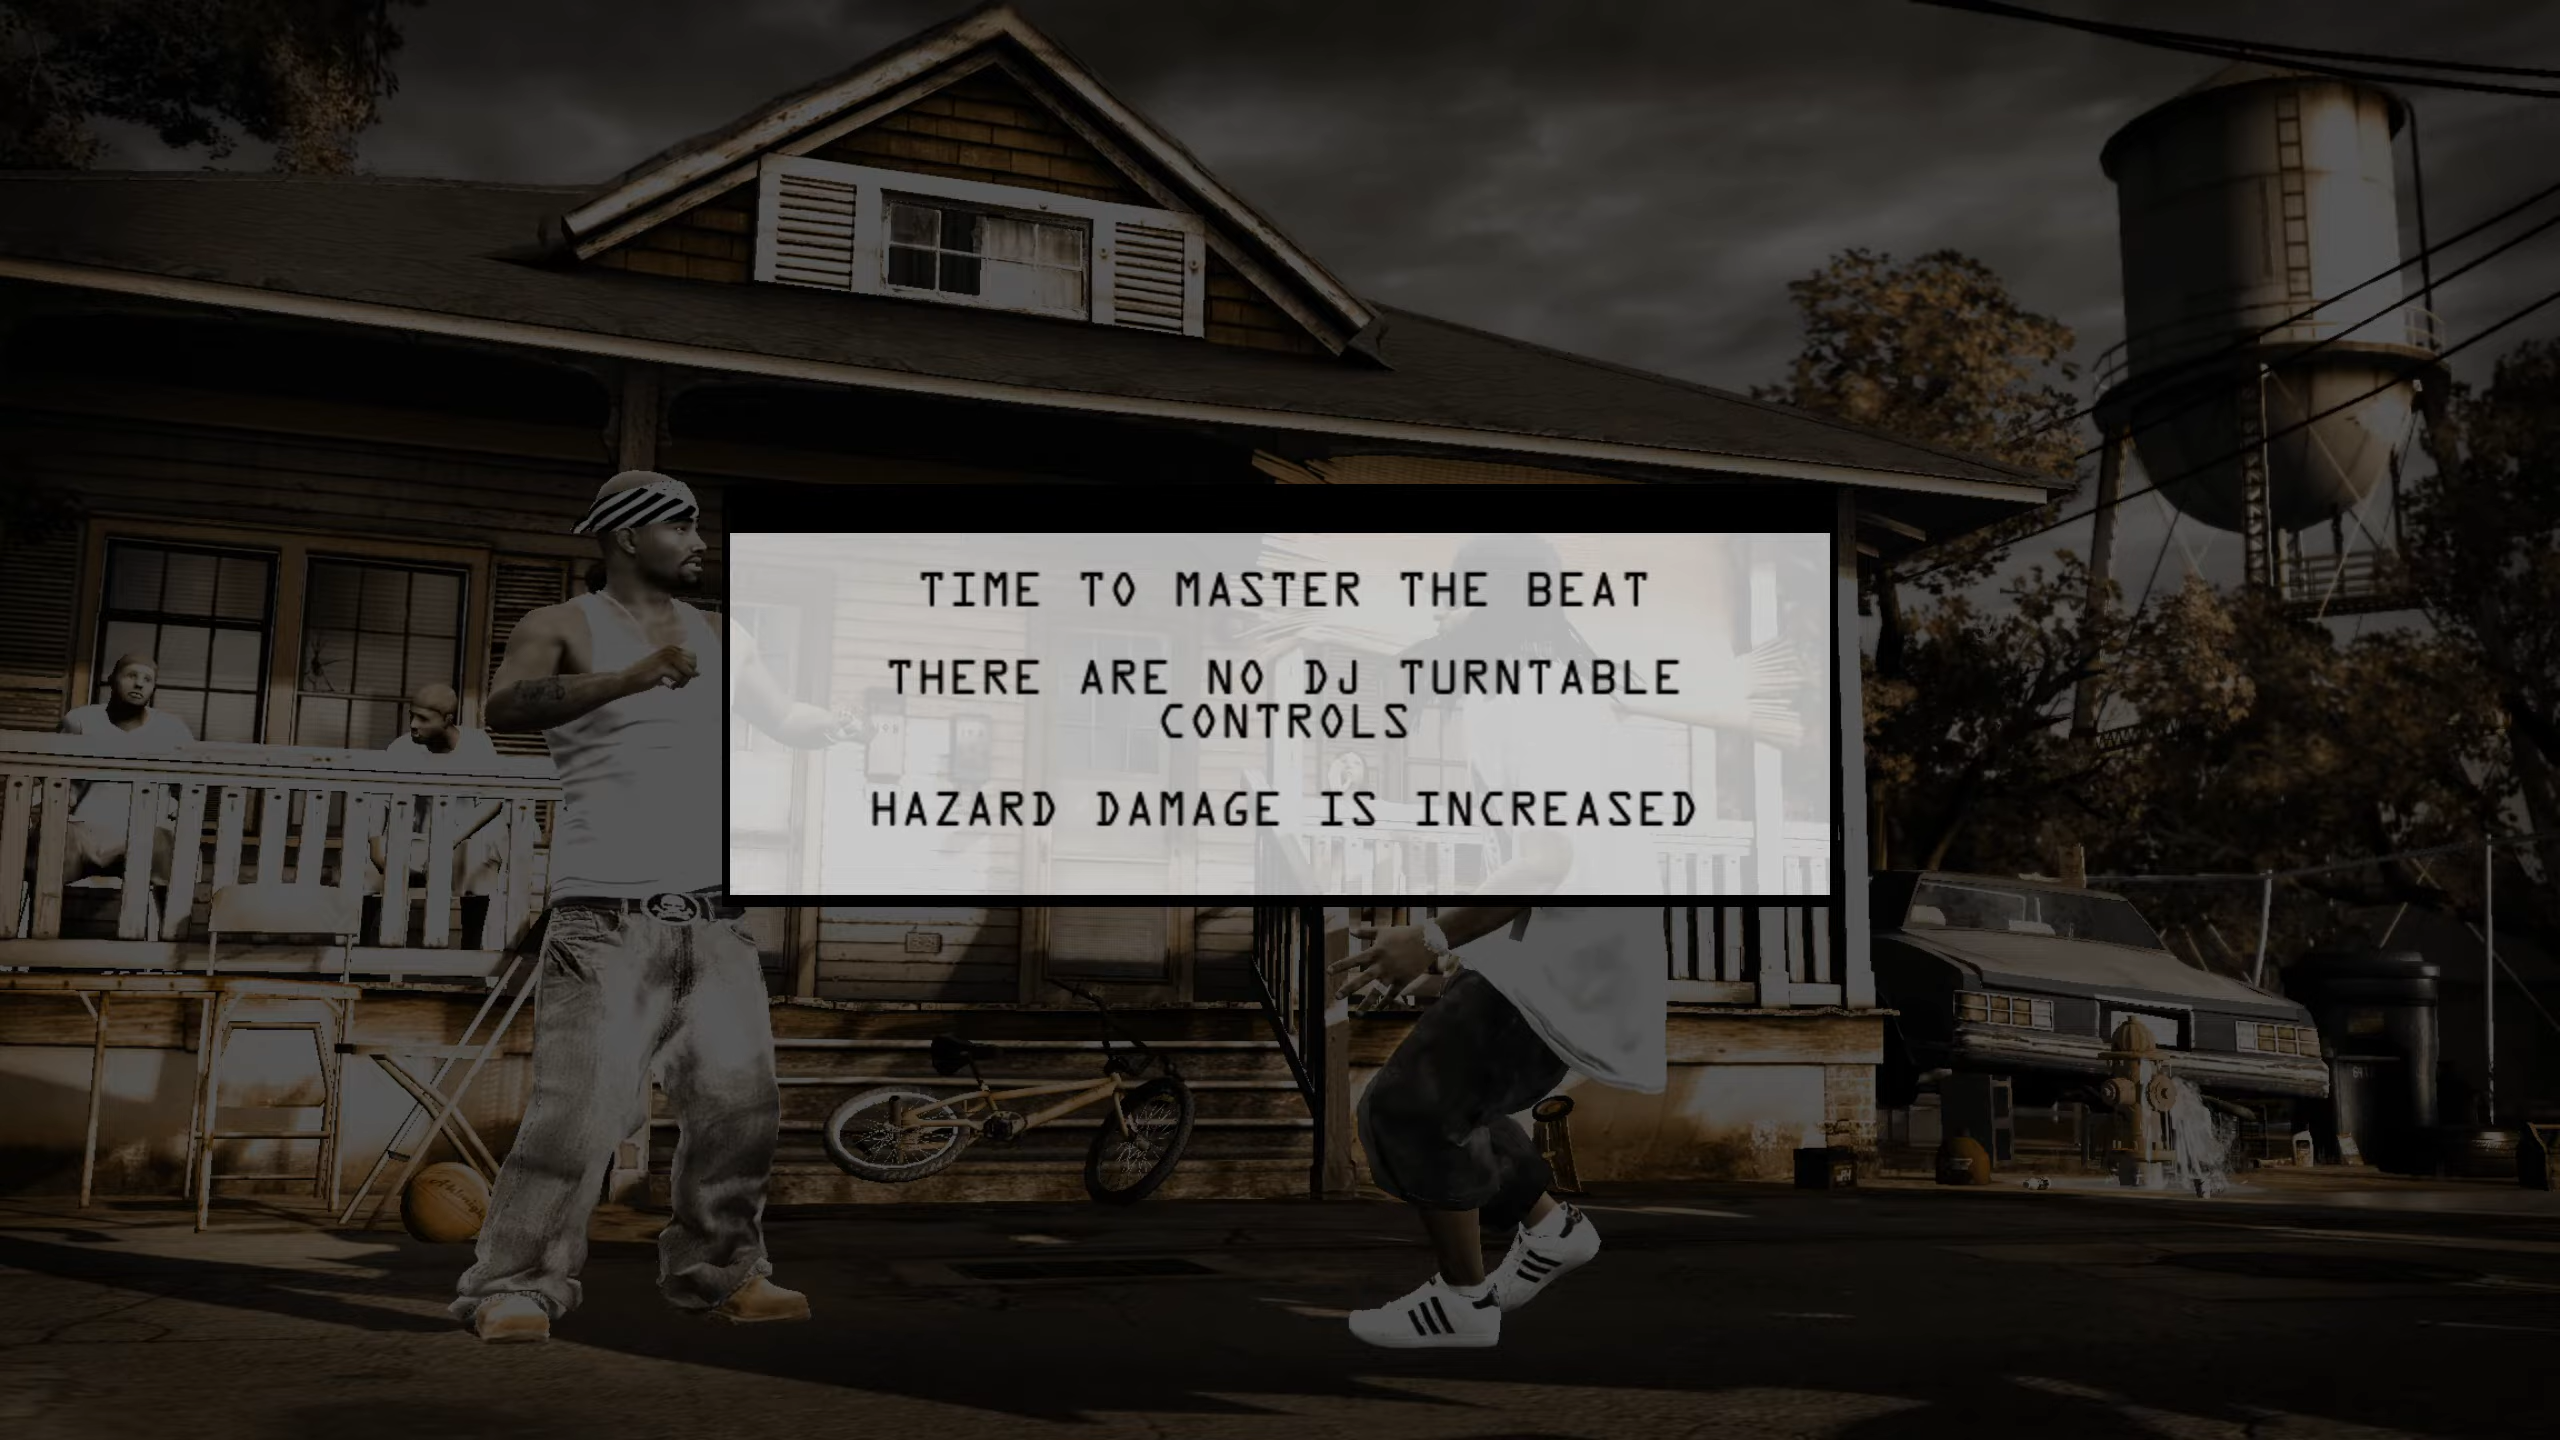 TIME TO MASTER THE BEAT
THERE ARE NO DJ TURNTABLE
CONTROLS
HAZARD DAMAGE IS INCREASED